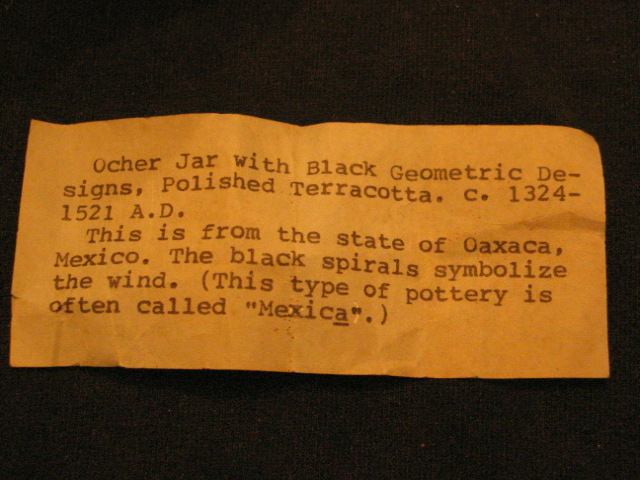 Ocher Jar with Black Geometric De-
signs, Polished Terracotta. c. 1324-
1521 A.D.
This is from the state of Oaxaca,
Mexico. The black spirals symbolize
the wind. (This type of pottery is
often called "Mexica".)